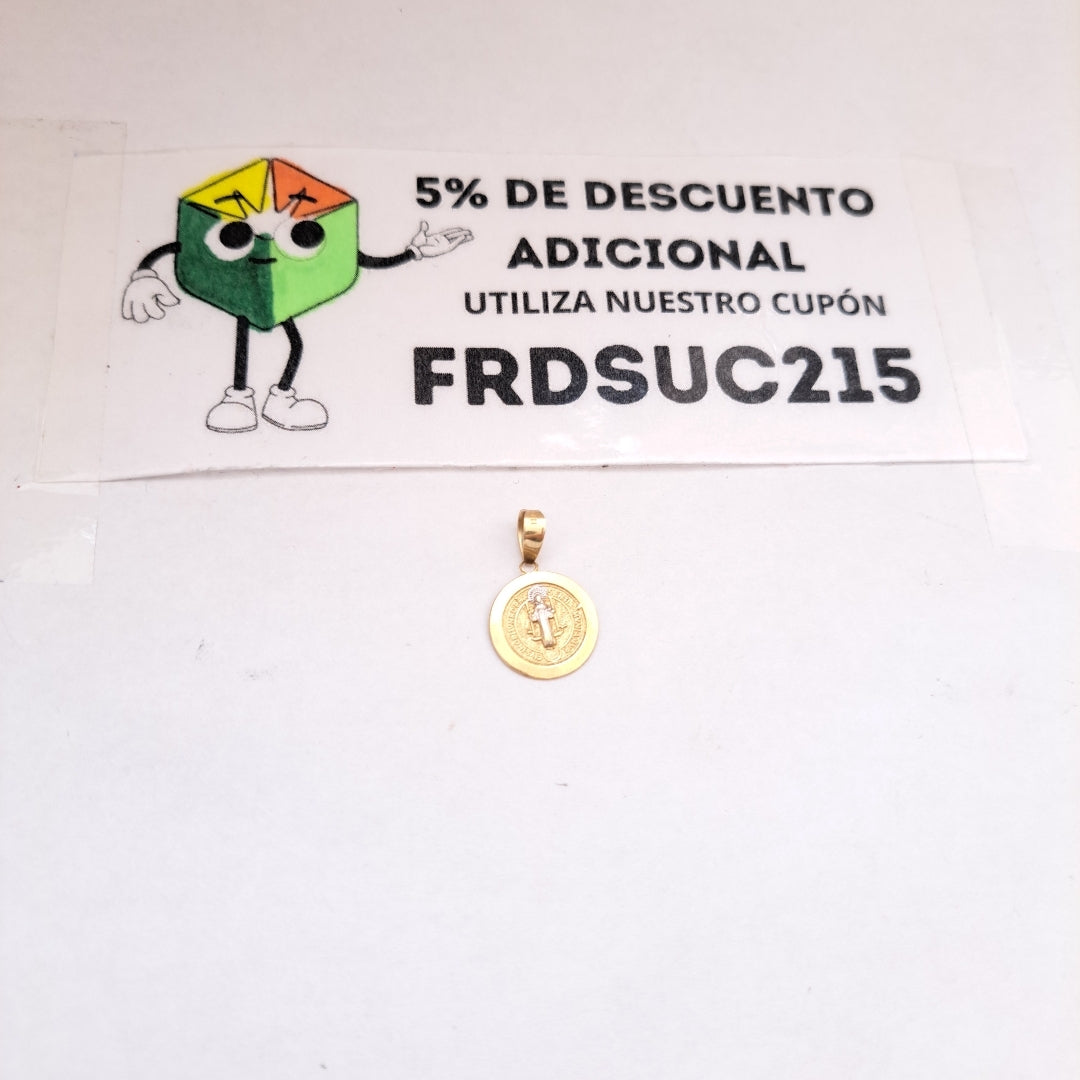 5% DE DESCUENTO
ADICIONAL
UTILIZA NUESTRO CUPÓN
FRDSUC215